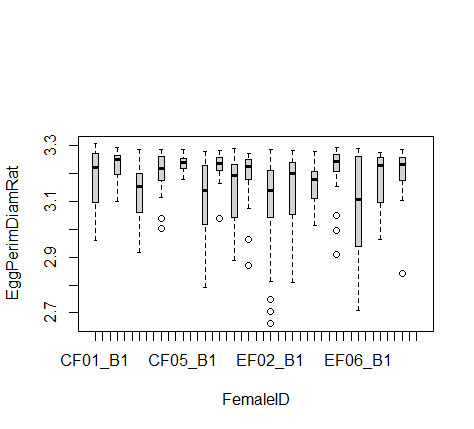 EggPerimDiamRat
3.3
3.1
2.9
2.7
CF01_B1 CF05_B1 EF02_B1 EF06_B1
FemaleID